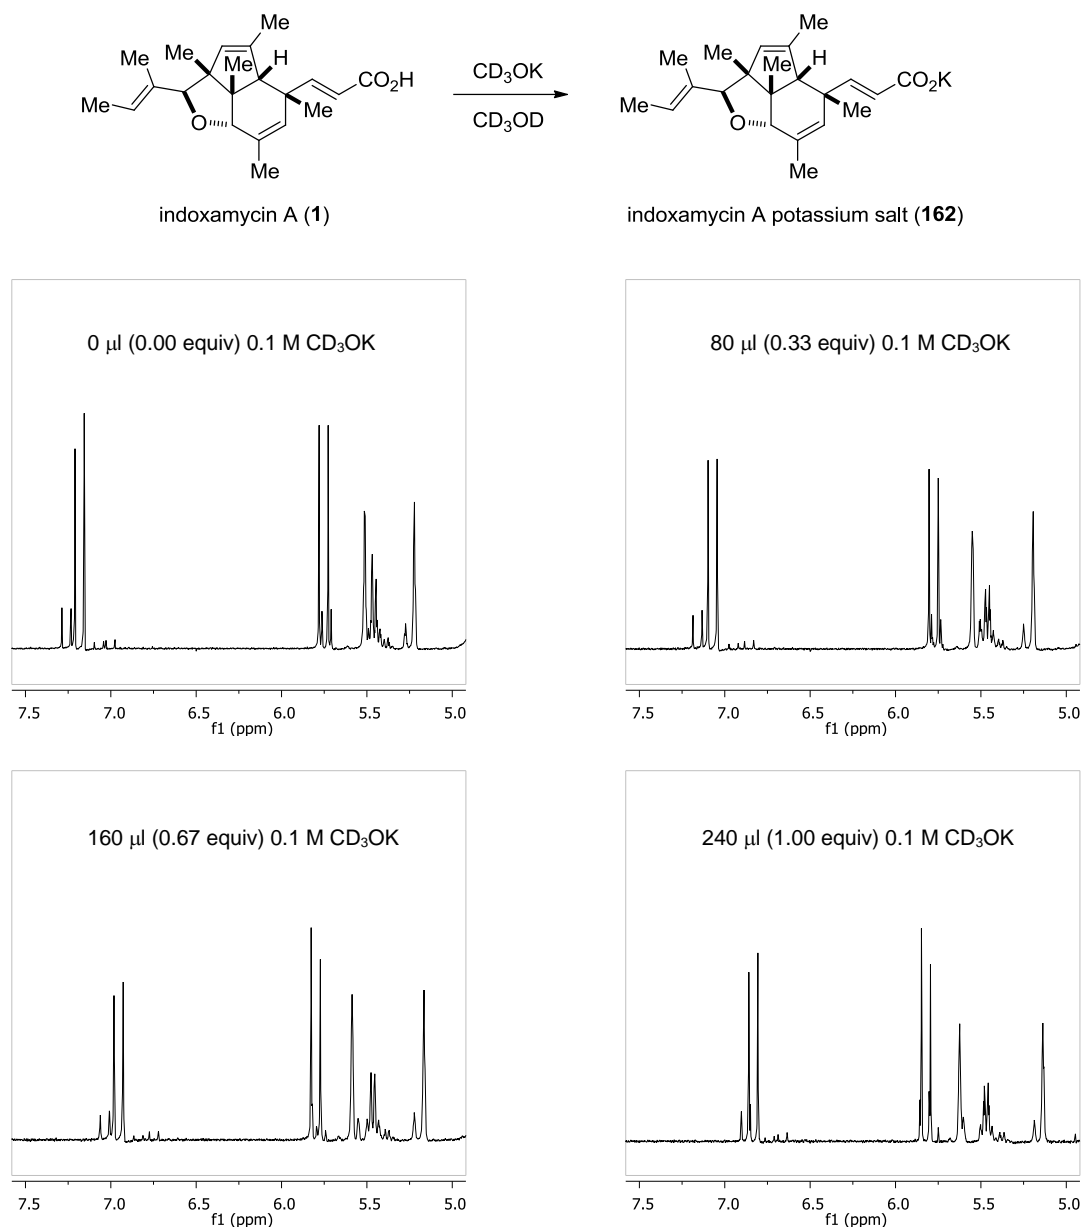 Me
Me
H
Me
Me
Me
CO2H
Me
O
Me
CD3OK
CD3OD
Me
Me
H
Me
Me
Me
CO2K
Me
O
Me
indoxamycin A (1)
indoxamycin A potassium salt (162)
0 μl (0.00 equiv) 0.1 M CD3OK
7.5 7.0 6.5 6.0 5.5 5.0
f1 (ppm)
80 μl (0.33 equiv) 0.1 M CD3OK
7.5 7.0 6.5 6.0 5.5 5.0
f1 (ppm)
160 μl (0.67 equiv) 0.1 M CD3OK
7.5 7.0 6.5 6.0 5.5 5.0
f1 (ppm)
240 μl (1.00 equiv) 0.1 M CD3OK
7.5 7.0 6.5 6.0 5.5 5.0
f1 (ppm)